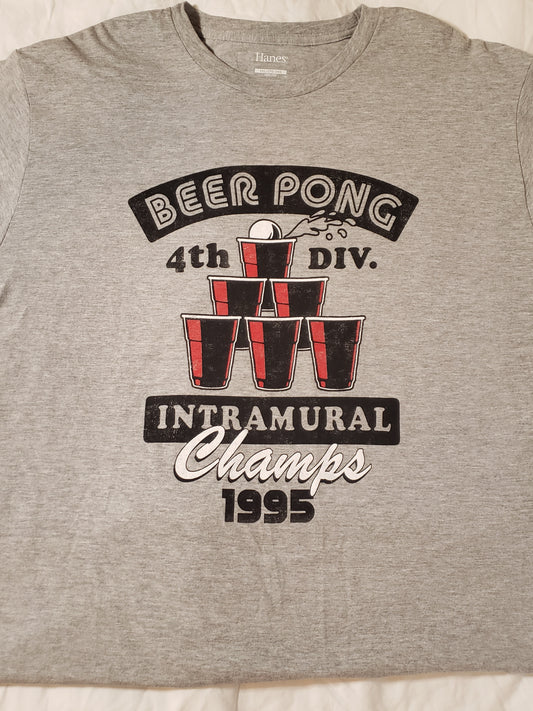 Hanes
BEER PONG
4th DIV.
INTRAMURAL
Champs
1995